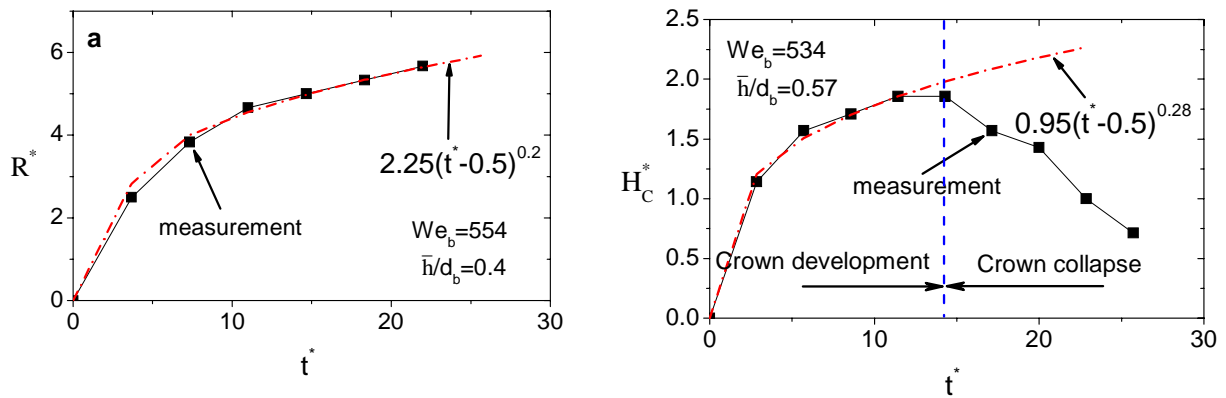 a
6
4
2
0
R*
2.25(t*-0.5)^0.2
measurement
We_b=554
h̄/d_b=0.4
0 10 20 30
t*
2.5
2.0
1.5
1.0
0.5
0.0
H_C*
We_b=534
h̄/d_b=0.57
0.95(t*-0.5)^0.28
measurement
Crown development
Crown collapse
0 10 20 30
t*